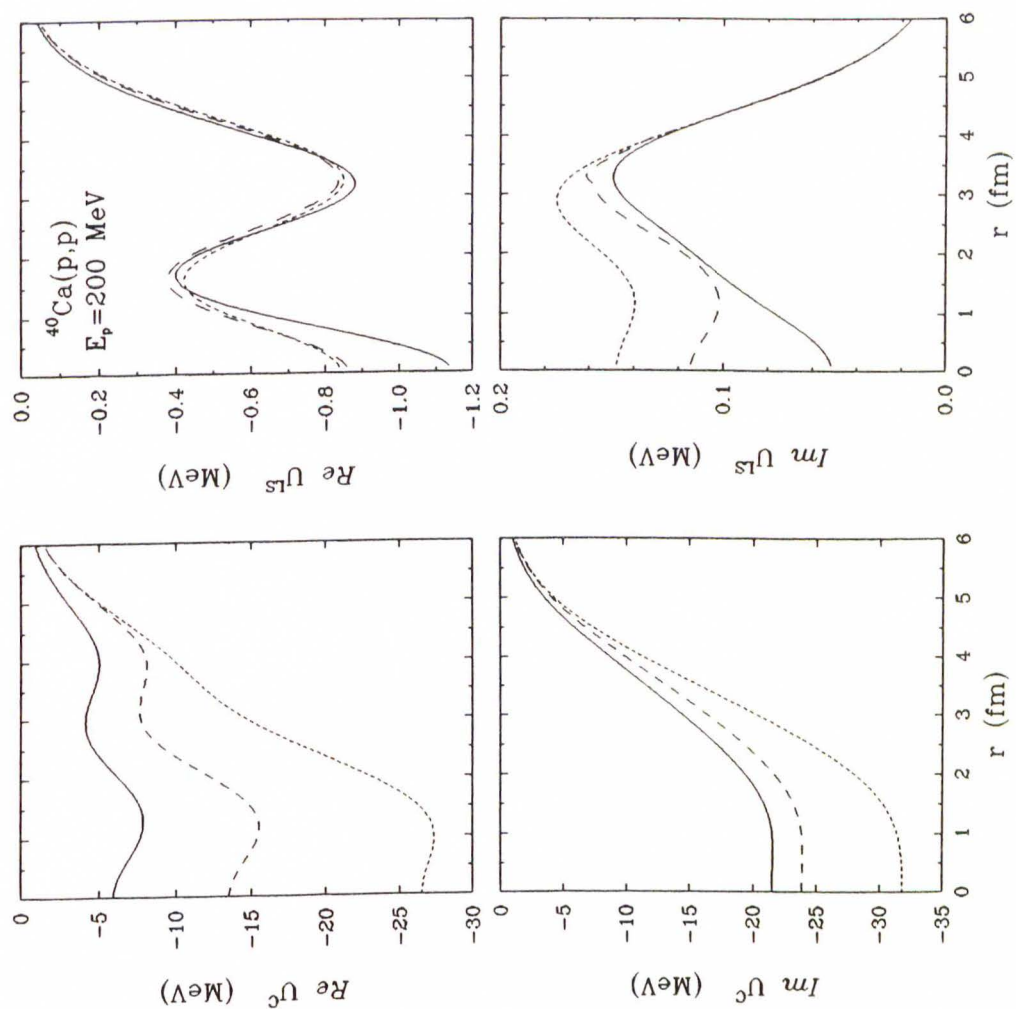 0
-5
-10
-15
-20
-25
-30
Re U^C (MeV)
0.0
-0.2
-0.4
-0.6
-0.8
-1.0
-1.2
Re U^LS (MeV)
⁴⁰Ca(p,p)
E_p=200 MeV
0
-5
-10
-15
-20
-25
-30
-35
Im U^C (MeV)
0 1 2 3 4 5 6
r (fm)
0.2
0.1
0.0
Im U^LS (MeV)
0 1 2 3 4 5 6
r (fm)